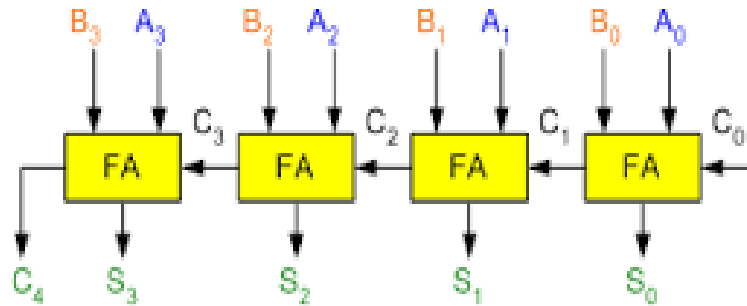 B₃ A₃ B₂ A₂ B₁ A₁ B₀ A₀
C₃ C₂ C₁ C₀
FA FA FA FA
C₄ S₃ S₂ S₁ S₀